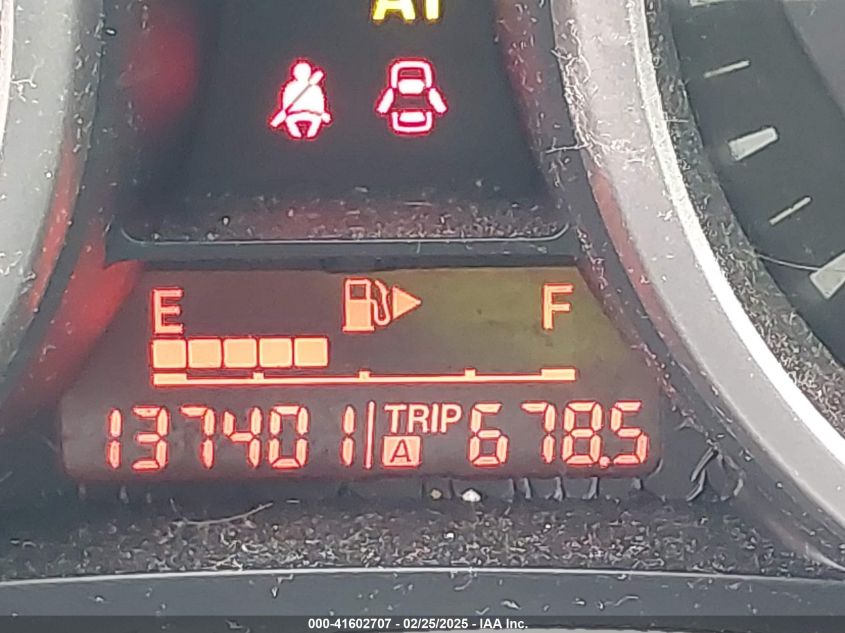 AT
E F
137401 TRIP A 678.5
000-41602707 - 02/25/2025 - IAA Inc.